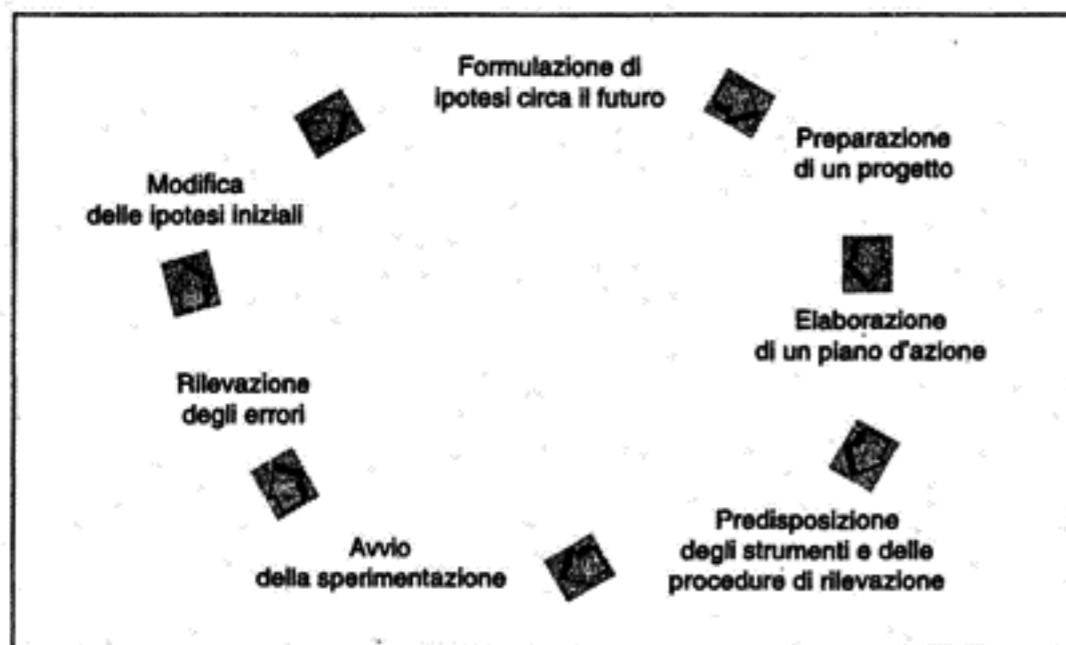 Formulazione di
ipotesi circa il futuro
Preparazione
di un progetto
Elaborazione
di un piano d'azione
Predisposizione
degli strumenti e delle
procedure di rilevazione
Avvio
della sperimentazione
Rilevazione
degli errori
Modifica
delle ipotesi iniziali